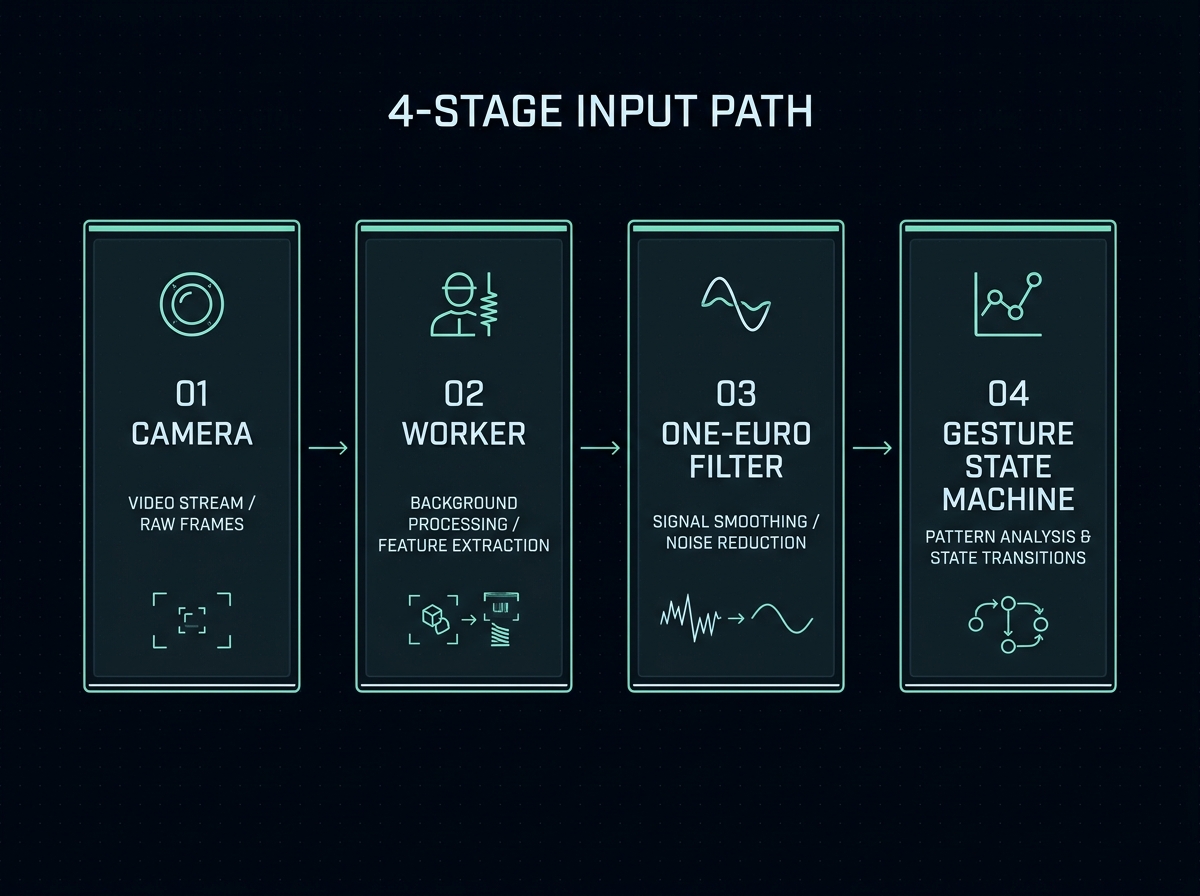 4-STAGE INPUT PATH
01
CAMERA
VIDEO STREAM /
RAW FRAMES
02
WORKER
BACKGROUND
PROCESSING /
FEATURE EXTRACTION
03
ONE-EURO
FILTER
SIGNAL SMOOTHING /
NOISE REDUCTION
04
GESTURE
STATE
MACHINE
PATTERN ANALYSIS &
STATE TRANSITIONS